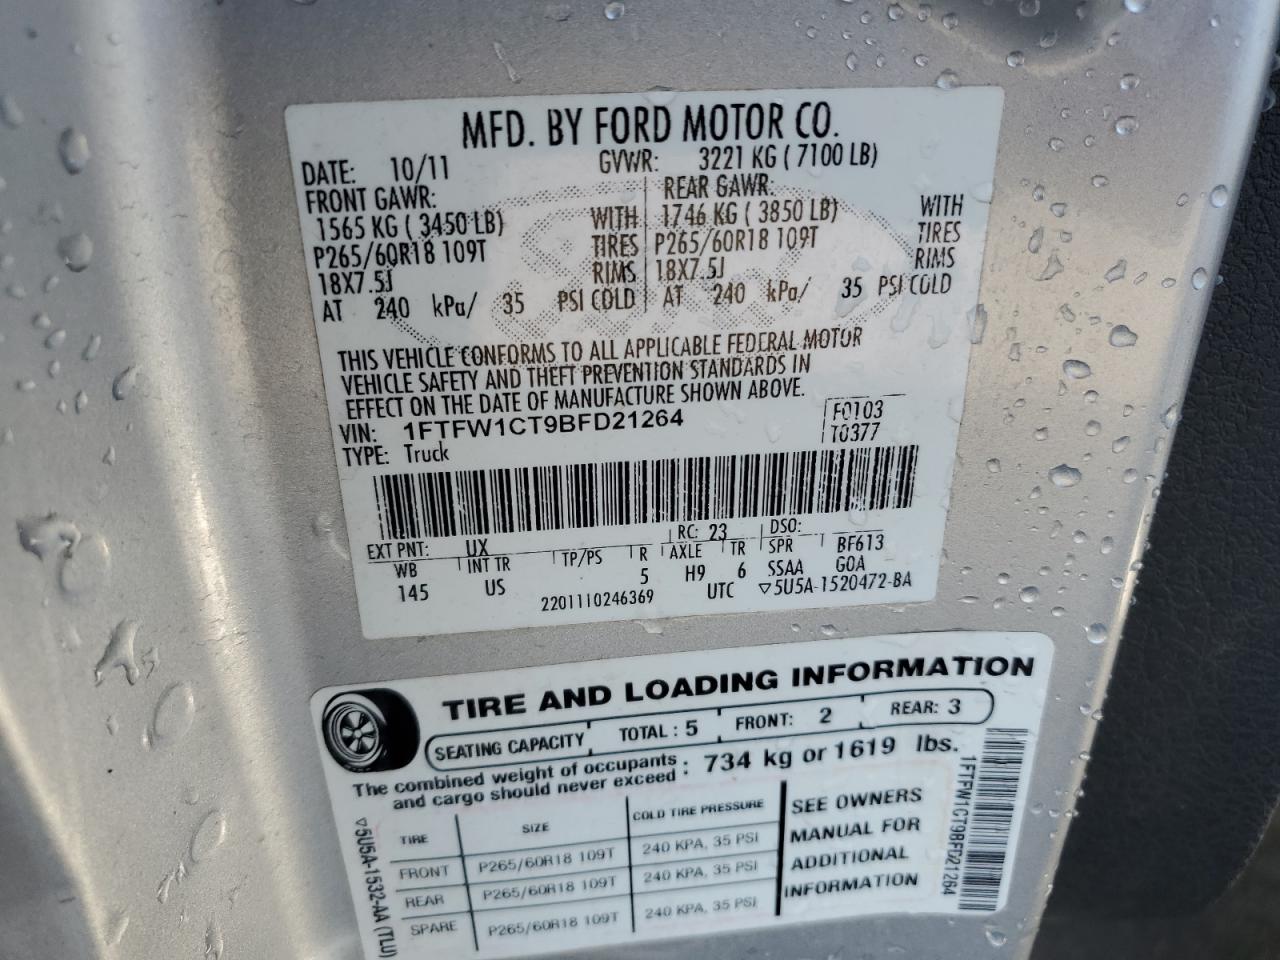 MFD. BY FORD MOTOR CO.
DATE: 10/11 GVWR: 3221 KG ( 7100 LB)
FRONT GAWR: REAR GAWR:
1565 KG ( 3450 LB) WITH 1746 KG ( 3850 LB) WITH
P265/60R18 109T TIRES P265/60R18 109T TIRES
18X7.5J RIMS 18X7.5J RIMS
AT 240 kPa/ 35 PSI COLD AT 240 kPa/ 35 PSI COLD
THIS VEHICLE CONFORMS TO ALL APPLICABLE FEDERAL MOTOR
VEHICLE SAFETY AND THEFT PREVENTION STANDARDS IN
EFFECT ON THE DATE OF MANUFACTURE SHOWN ABOVE.
VIN: 1FTFW1CT9BFD21264 F0103
TYPE: Truck T0377
EXT PNT: UX RC: 23 DSO:
WB INT TR TP/PS R AXLE TR SPR BF613
145 US 5 H9 6 SSAA GOA
2201110246369 UTC ▽5U5A-1520472-BA
TIRE AND LOADING INFORMATION
SEATING CAPACITY TOTAL : 5 FRONT: 2 REAR: 3
The combined weight of occupants
and cargo should never exceed : 734 kg or 1619 lbs.
TIRE SIZE COLD TIRE PRESSURE
FRONT P265/60R18 109T 240 KPA, 35 PSI
REAR P265/60R18 109T 240 KPA, 35 PSI
SPARE P265/60R18 109T 240 KPA, 35 PSI
SEE OWNERS
MANUAL FOR
ADDITIONAL
INFORMATION
▽5U5A-1532-AA (TLU)
1FTFW1CT9BFD21264